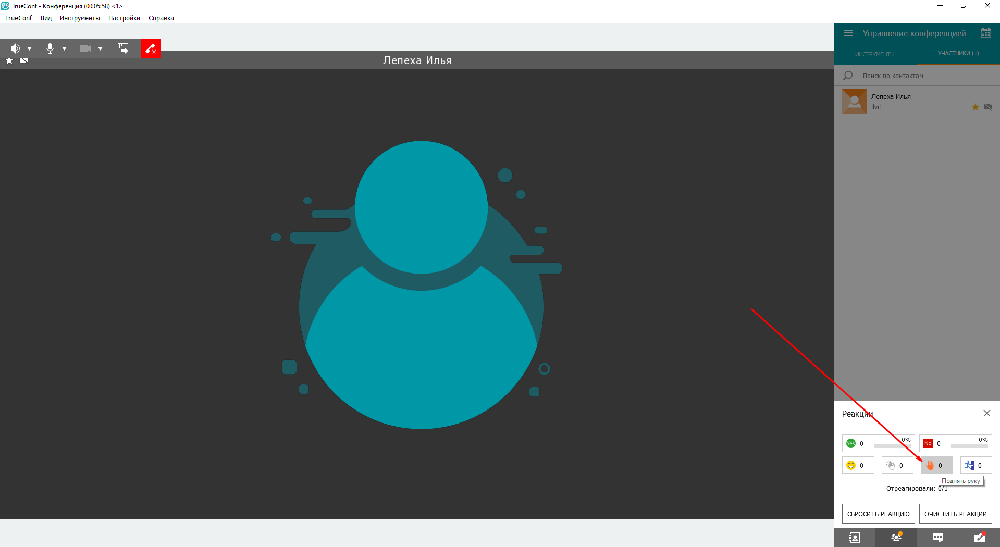 TrueConf - Конференция (00:05:58) <1>
TrueConf Вид Инструменты Настройки Справка
Лепеха Илья
Управление конференцией
ИНСТРУМЕНТЫ УЧАСТНИКИ (1)
Поиск по контактам
Лепеха Илья
ilvil
Реакции
Yes 0 0% No 0 0%
0 0 0 0
Поднять руку
Отреагировали: 0/1
СБРОСИТЬ РЕАКЦИЮ ОЧИСТИТЬ РЕАКЦИИ